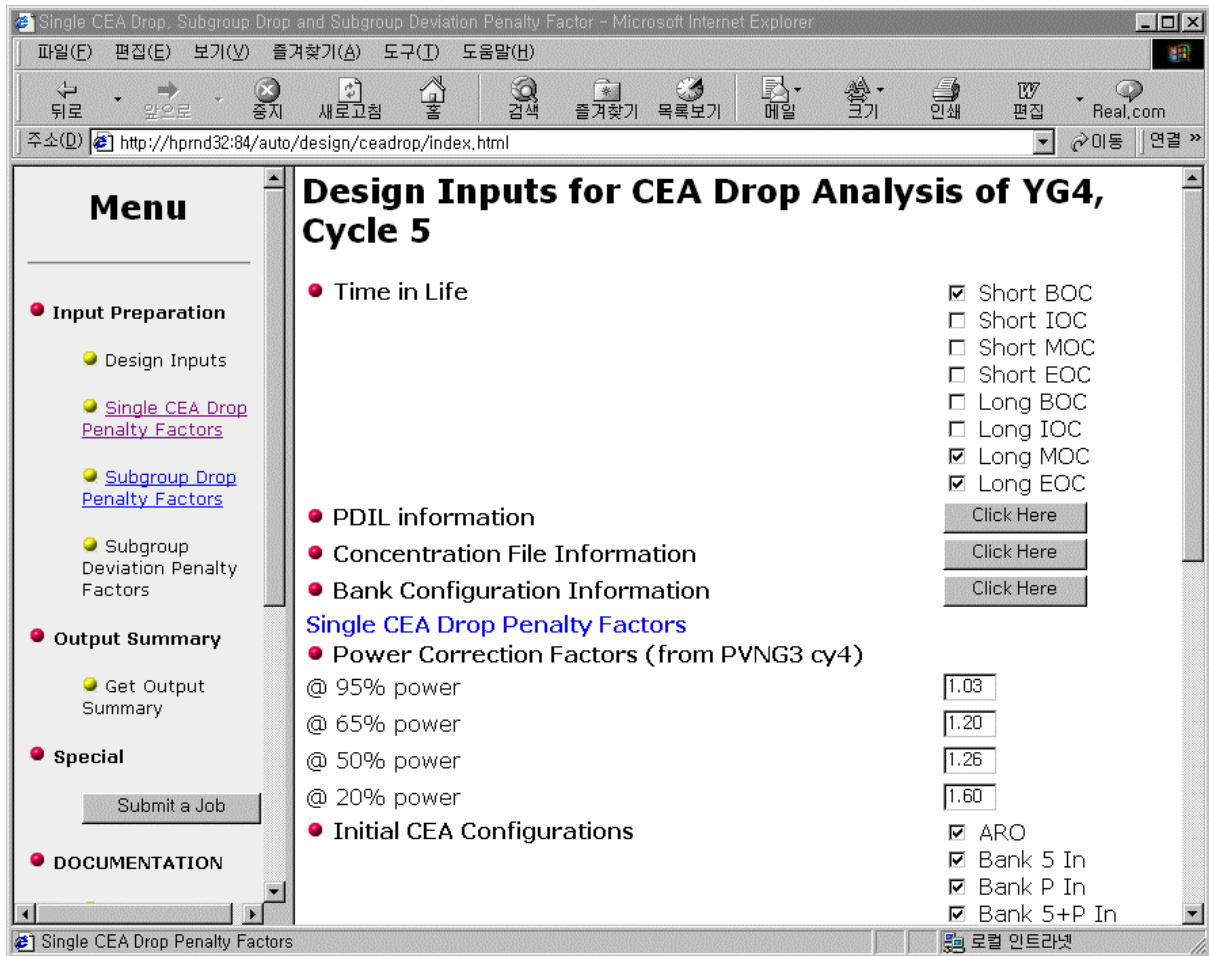 Single CEA Drop, Subgroup Drop and Subgroup Deviation Penalty Factor - Microsoft Internet Explorer
파일(F) 편집(E) 보기(V) 즐겨찾기(A) 도구(T) 도움말(H)
뒤로 앞으로 중지 새로고침 홈 검색 즐겨찾기 목록보기 메일 크기 인쇄 편집 Real.com
주소(D) http://hprnd32:84/auto/design/ceadrop/index.html 이동 연결 »
Menu
Input Preparation
Design Inputs
Single CEA Drop
Penalty Factors
Subgroup Drop
Penalty Factors
Subgroup
Deviation Penalty
Factors
Output Summary
Get Output
Summary
Special
Submit a Job
DOCUMENTATION
Design Inputs for CEA Drop Analysis of YG4,
Cycle 5
Time in Life
Short BOC
Short IOC
Short MOC
Short EOC
Long BOC
Long IOC
Long MOC
Long EOC
PDIL information Click Here
Concentration File Information Click Here
Bank Configuration Information Click Here
Single CEA Drop Penalty Factors
Power Correction Factors (from PVNG3 cy4)
@ 95% power 1.03
@ 65% power 1.20
@ 50% power 1.26
@ 20% power 1.60
Initial CEA Configurations
ARO
Bank 5 In
Bank P In
Bank 5+P In
Single CEA Drop Penalty Factors 로컬 인트라넷